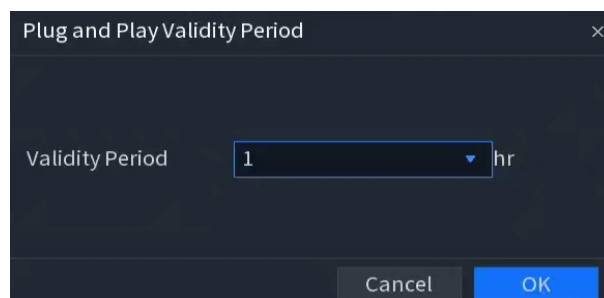 Plug and Play Validity Period
Validity Period 1 hr
Cancel OK